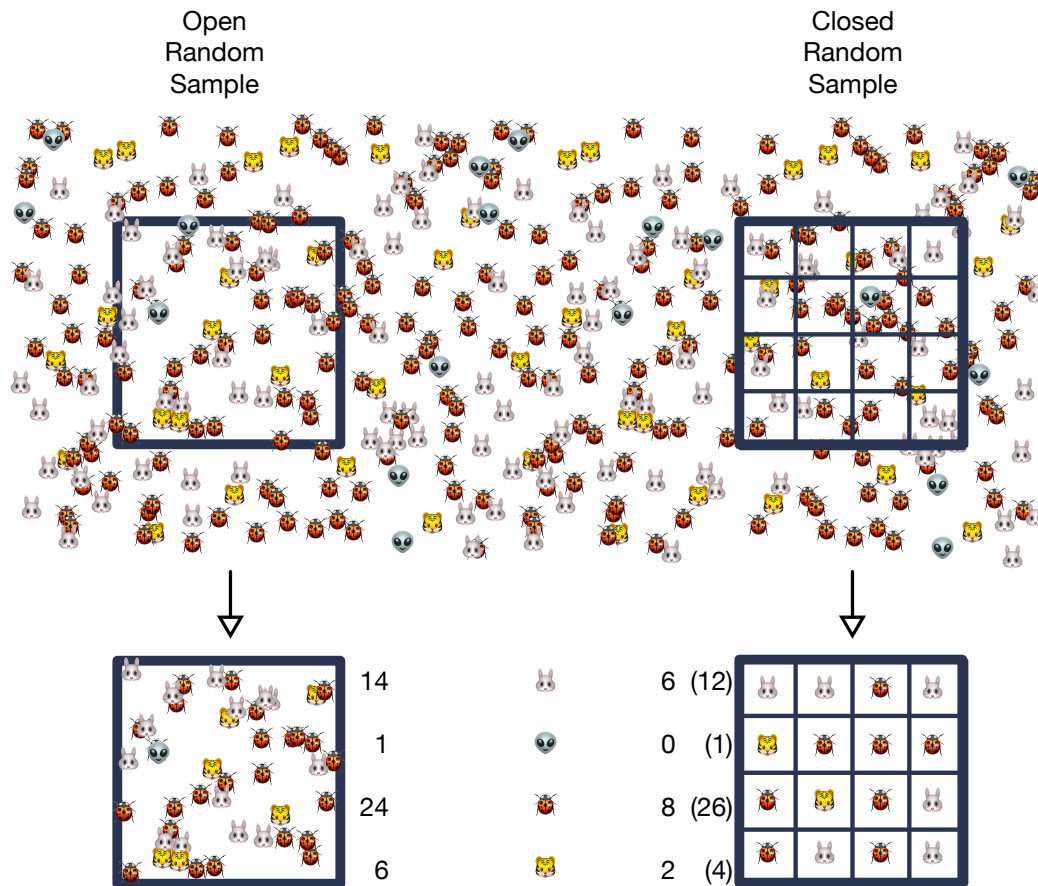 Open
Random
Sample
Closed
Random
Sample
14 6 (12)
1 0 (1)
24 8 (26)
6 2 (4)